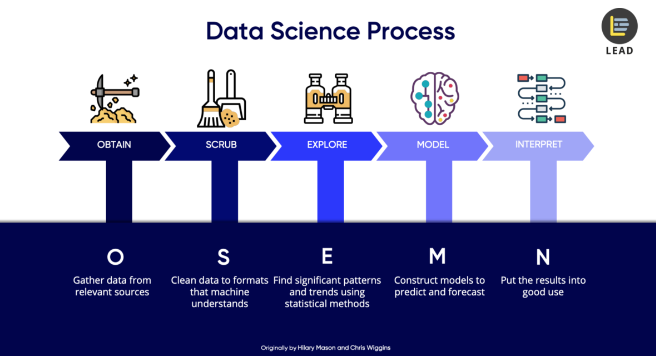 Data Science Process
LEAD
OBTAIN
SCRUB
EXPLORE
MODEL
INTERPRET
O
Gather data from
relevant sources
S
Clean data to formats
that machine
understands
E
Find significant patterns
and trends using
statistical methods
M
Construct models to
predict and forecast
N
Put the results into
good use
Originally by Hilary Mason and Chris Wiggins